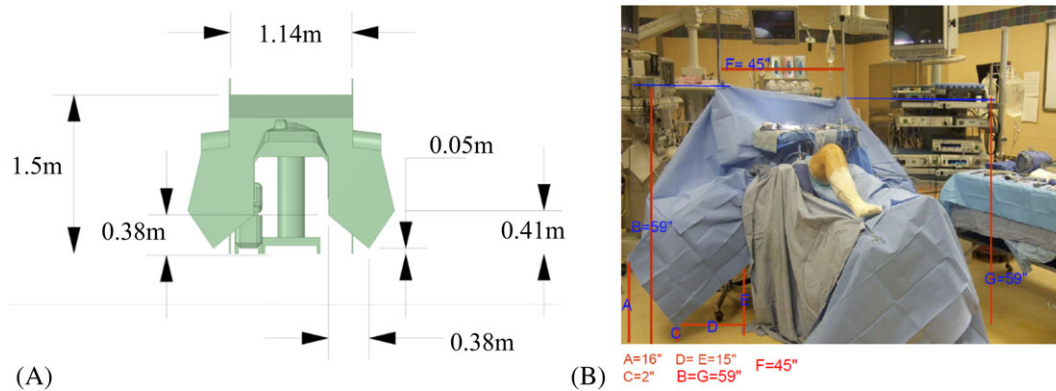 1.14m
1.5m
0.05m
0.38m
0.41m
0.38m
(A)
F= 45"
B=59"
G=59"
A
E
D
C
(B)
A=16" D= E=15" F=45"
C=2" B=G=59"